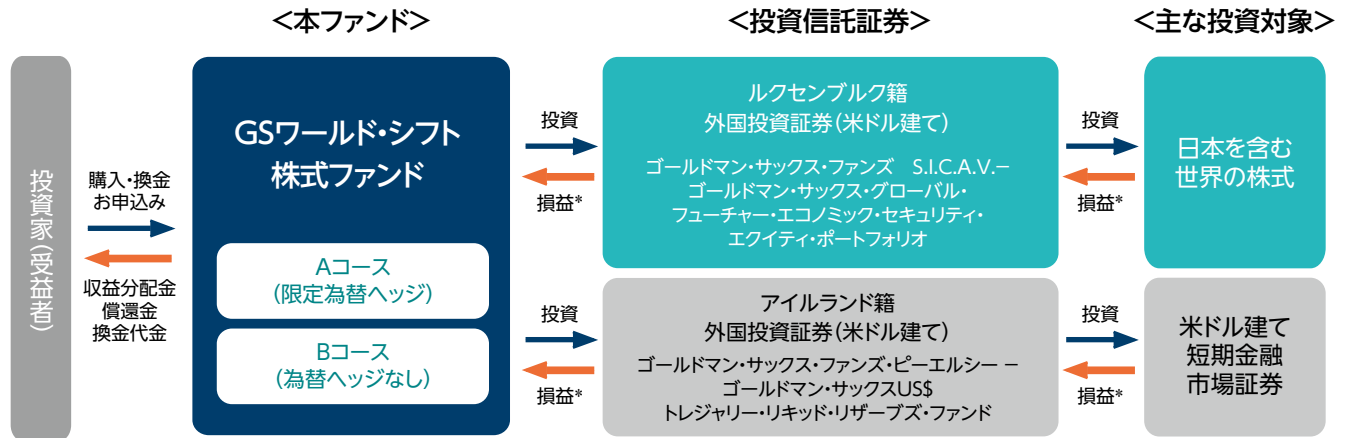 <本ファンド>
<投資信託証券>
<主な投資対象>
投資家(受益者)
購入・換金
お申込み
収益分配金
償還金
換金代金
GSワールド・シフト
株式ファンド
Aコース
(限定為替ヘッジ)
Bコース
(為替ヘッジなし)
投資
損益*
投資
損益*
ルクセンブルク籍
外国投資証券(米ドル建て)
ゴールドマン・サックス・ファンズ S.I.C.A.V.−
ゴールドマン・サックス・グローバル・
フューチャー・エコノミック・セキュリティ・
エクイティ・ポートフォリオ
アイルランド籍
外国投資証券(米ドル建て)
ゴールドマン・サックス・ファンズ・ピーエルシー −
ゴールドマン・サックスUS$
トレジャリー・リキッド・リザーブズ・ファンド
投資
損益*
投資
損益*
日本を含む
世界の株式
米ドル建て
短期金融
市場証券